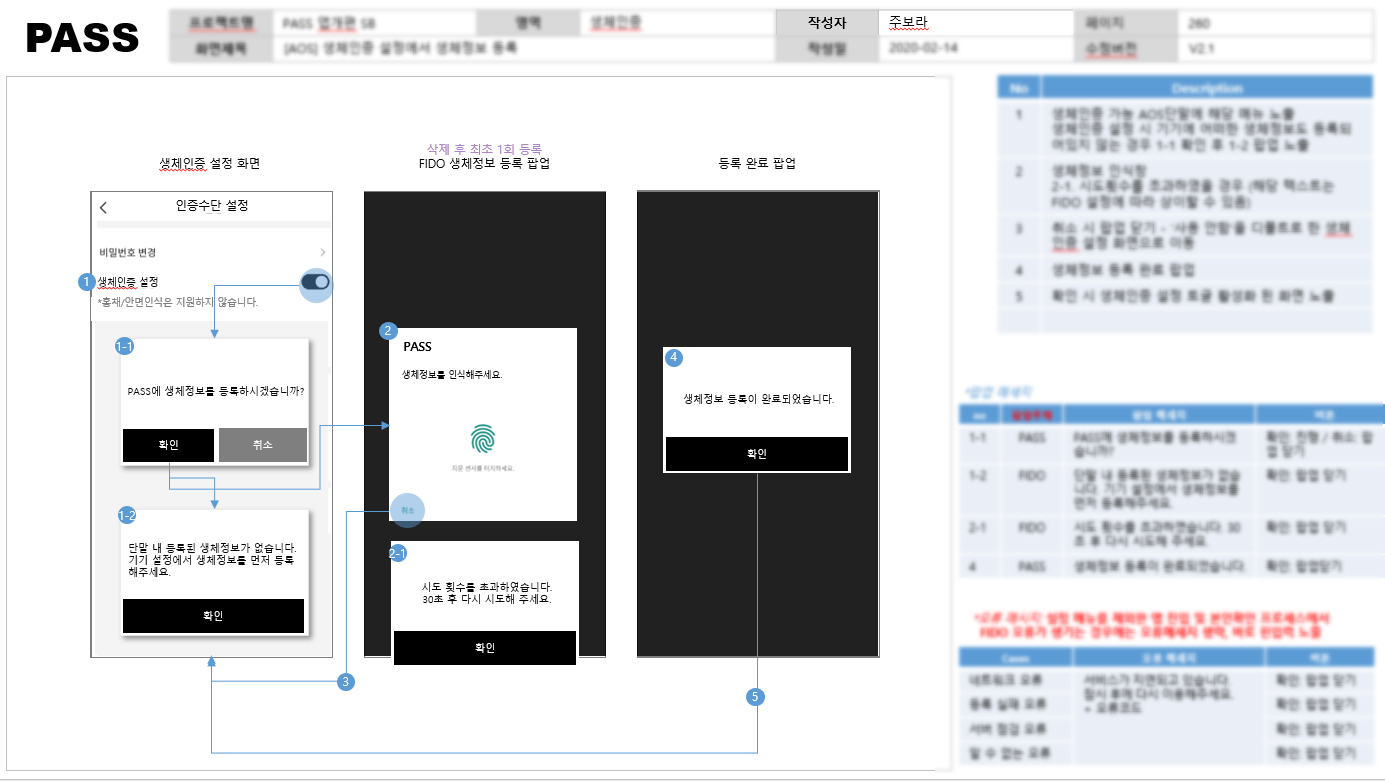 PASS
프로젝트명 PASS 앱개편 SB 영역 생체인증 작성자 주보라 페이지 260
화면제목 [AOS] 생체인증 설정에서 생체정보 등록 작성일 2020-02-14 수정버전 V2.1
생체인증 설정 화면
삭제 후 최초 1회 등록
FIDO 생체정보 등록 팝업
등록 완료 팝업
인증수단 설정
비밀번호 변경
1
생체인증 설정
*홍채/안면인식은 지원하지 않습니다.
1-1
PASS에 생체정보를 등록하시겠습니까?
확인
취소
1-2
단말 내 등록된 생체정보가 없습니다.
기기 설정에서 생체정보를 먼저 등록
해주세요.
확인
2
PASS
생체정보를 인식해주세요.
지문 센서를 터치하세요.
취소
2-1
시도 횟수를 초과하였습니다.
30초 후 다시 시도해 주세요.
확인
3
4
생체정보 등록이 완료되었습니다.
확인
5
No Description
1 생체인증 가능 AOS단말에 해당 메뉴 노출
생체인증 설정 시 기기에 어떠한 생체정보도 등록되
어있지 않는 경우 1-1 확인 후 1-2 팝업 노출
2 생체정보 인식창
2-1. 시도횟수를 초과하였을 경우 (해당 텍스트는
FIDO 설정에 따라 상이할 수 있음)
3 취소 시 팝업 닫기 - '사용 안함'을 디폴트로 한 생체
인증 설정 화면으로 이동
4 생체정보 등록 완료 팝업
5 확인 시 생체인증 설정 토글 활성화 된 화면 노출
*팝업 메세지
no 팝업주체 팝업 메세지 버튼
1-1 PASS PASS에 생체정보를 등록하시겠
습니까? 확인: 진행 / 취소: 팝
업 닫기
1-2 FIDO 단말 내 등록된 생체정보가 없습
니다. 기기 설정에서 생체정보를
먼저 등록해주세요. 확인: 팝업 닫기
2-1 FIDO 시도 횟수를 초과하였습니다. 30
초 후 다시 시도해 주세요. 확인: 팝업 닫기
4 PASS 생체정보 등록이 완료되었습니다. 확인: 팝업닫기
*오류 메시지: 설정 메뉴를 제외한 앱 진입 및 본인확인 프로세스에서
FIDO 오류가 생기는 경우에는 오류메세지 생략, 바로 핀입력 노출
Cases 오류 메세지 버튼
네트워크 오류 서비스가 지연되고 있습니다.
잠시 후에 다시 이용해주세요.
+ 오류코드 확인: 팝업 닫기
등록 실패 오류 확인: 팝업 닫기
서버 점검 오류 확인: 팝업 닫기
알 수 없는 오류 확인: 팝업 닫기